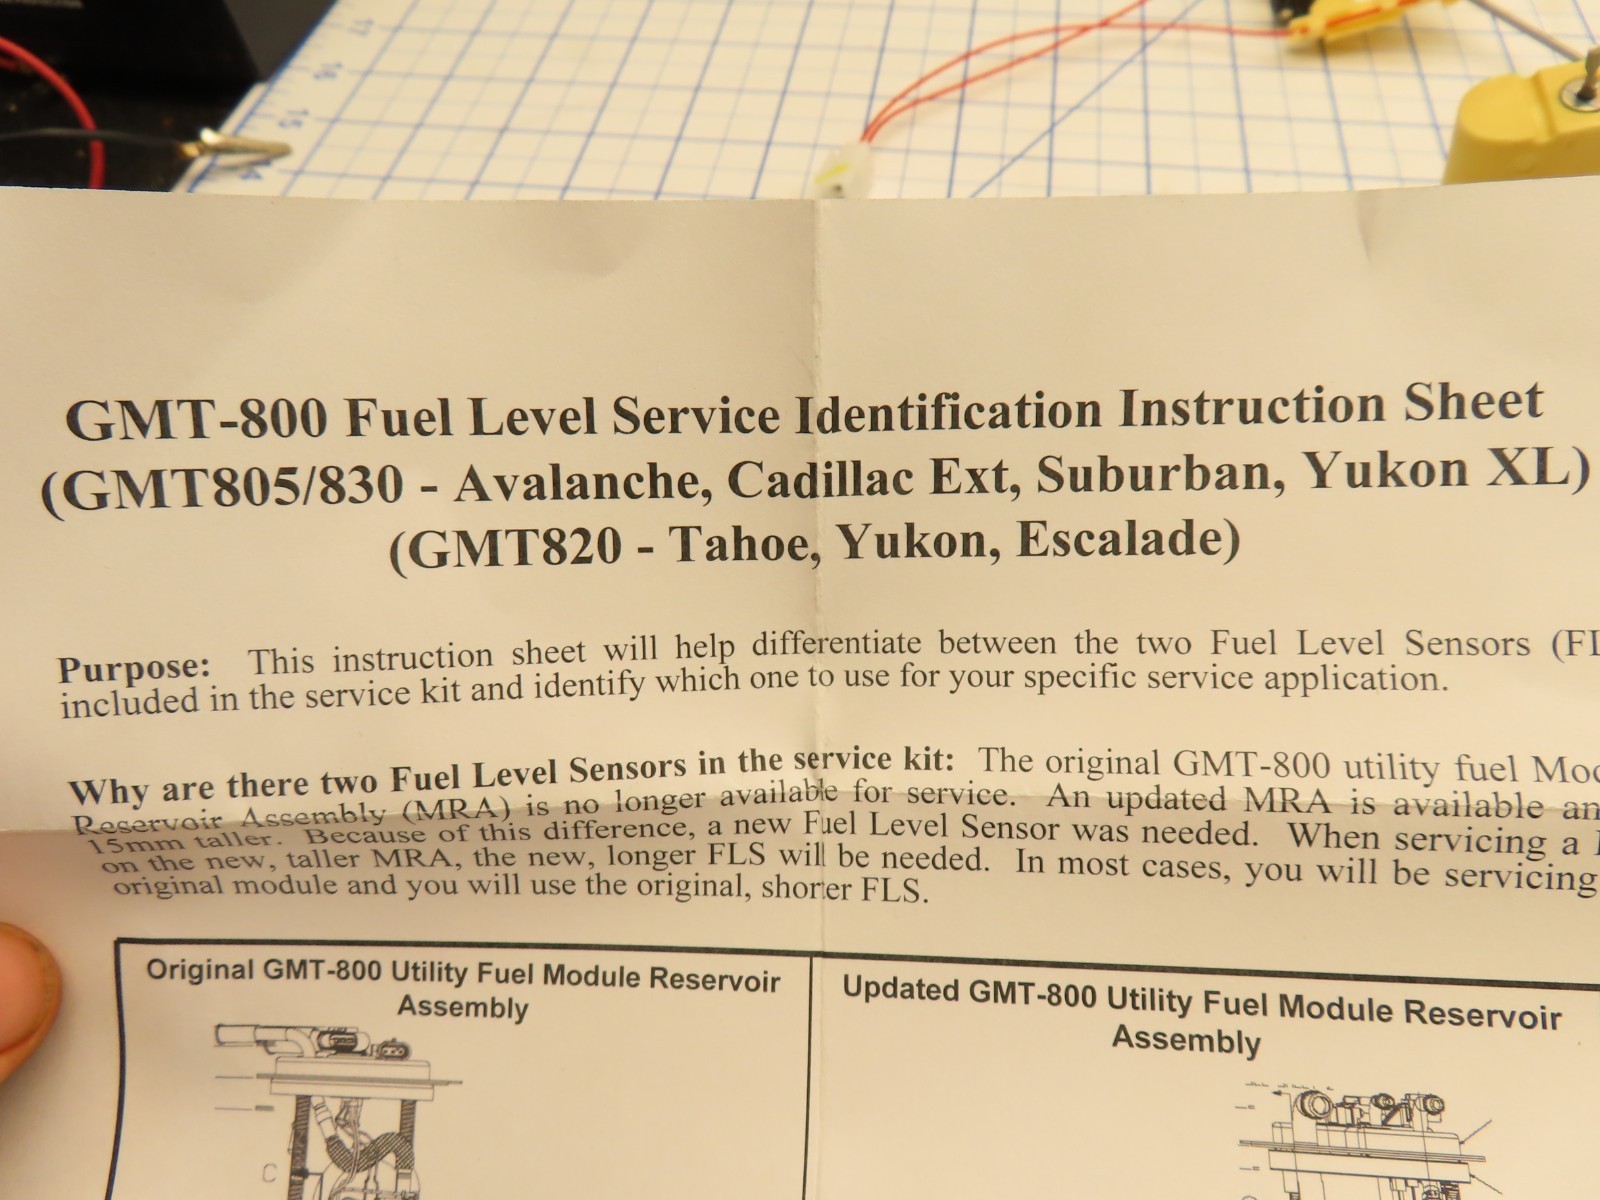 17
16
15
14
GMT-800 Fuel Level Service Identification Instruction Sheet
(GMT805/830 - Avalanche, Cadillac Ext, Suburban, Yukon XL)
(GMT820 - Tahoe, Yukon, Escalade)
Purpose: This instruction sheet will help differentiate between the two Fuel Level Sensors
included in the service kit and identify which one to use for your specific service application.
Why are there two Fuel Level Sensors in the service kit: The original GMT-800 utility fuel
Reservoir Assembly (MRA) is no longer available for service. An updated MRA is available
15mm taller. Because of this difference, a new Fuel Level Sensor was needed. When servicing a
on the new, taller MRA, the new, longer FLS will be needed. In most cases, you will be servicing
original module and you will use the original, shorter FLS.
Original GMT-800 Utility Fuel Module Reservoir
Assembly
Updated GMT-800 Utility Fuel Module Reservoir
Assembly
C